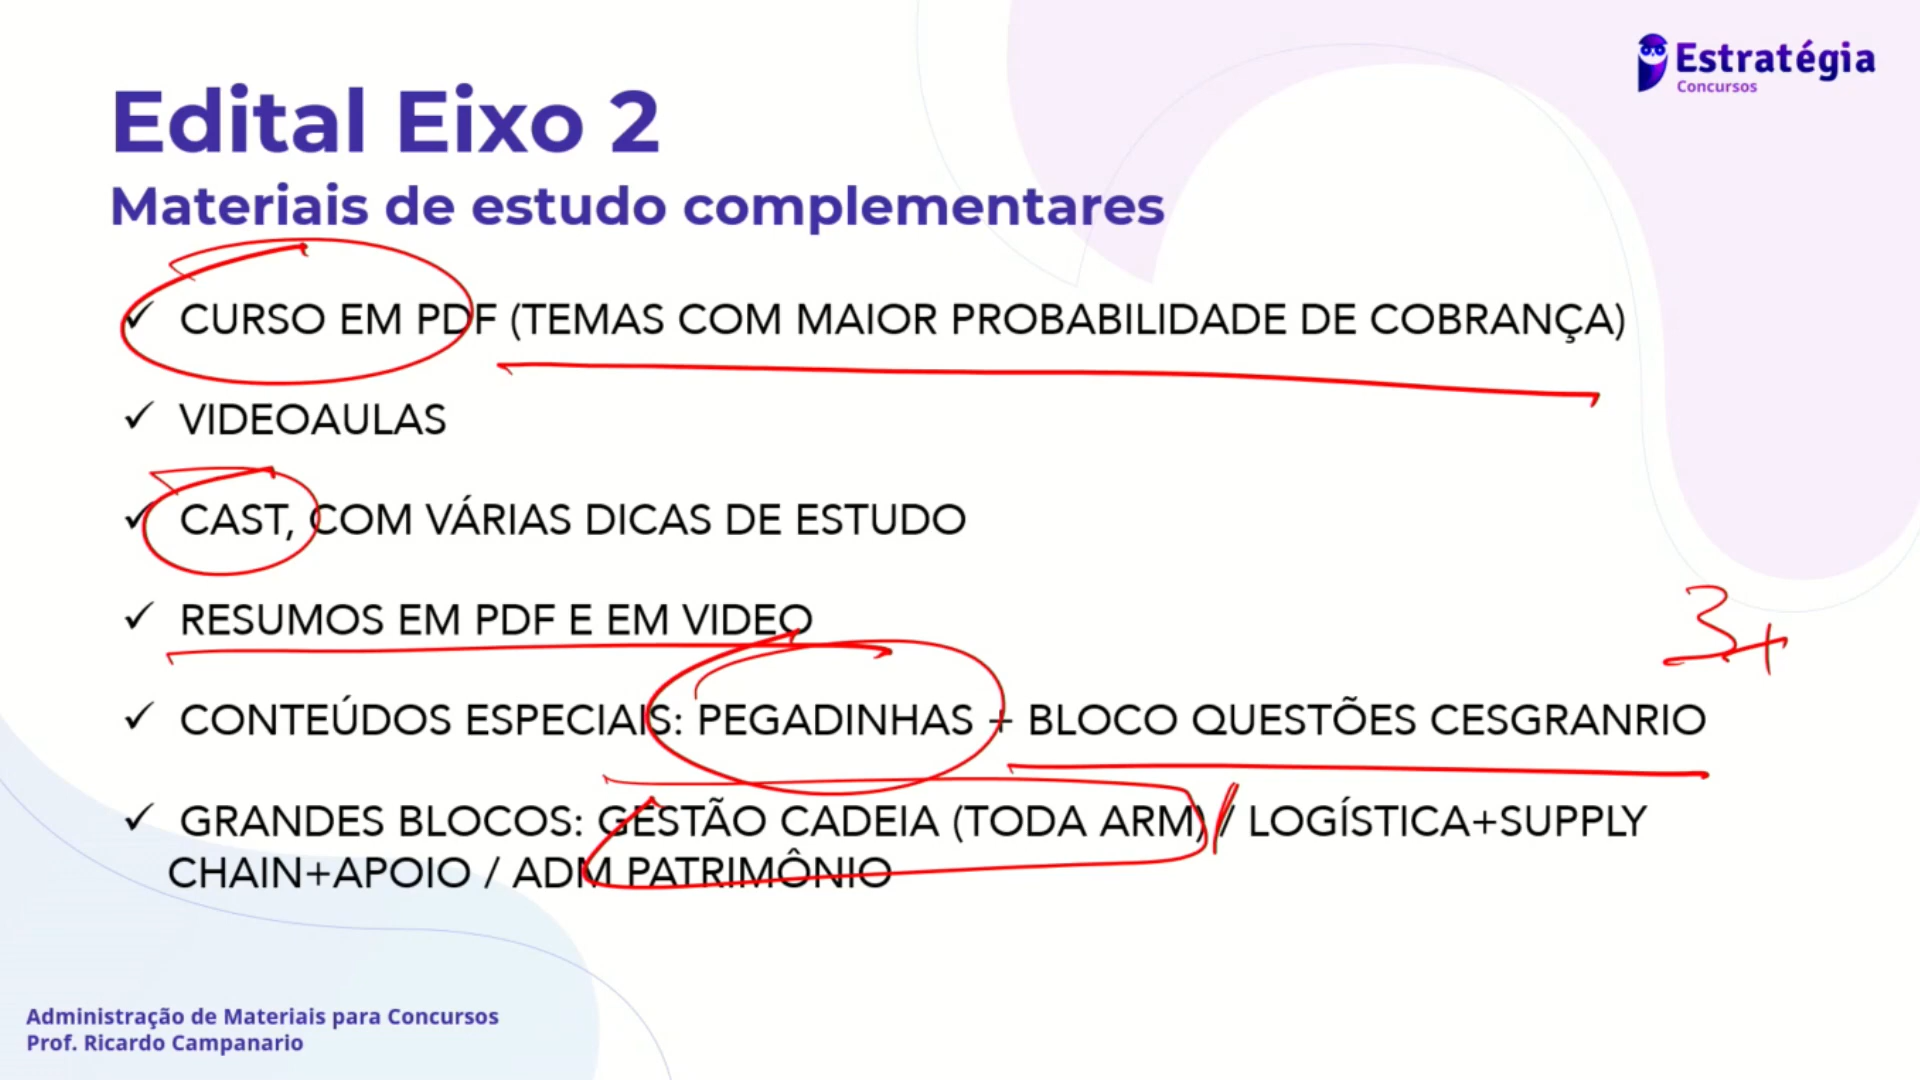 Estratégia
Concursos
Edital Eixo 2
Materiais de estudo complementares
✓ CURSO EM PDF (TEMAS COM MAIOR PROBABILIDADE DE COBRANÇA)
✓ VIDEOAULAS
✓ CAST, COM VÁRIAS DICAS DE ESTUDO
✓ RESUMOS EM PDF E EM VIDEO
3+
✓ CONTEÚDOS ESPECIAIS: PEGADINHAS + BLOCO QUESTÕES CESGRANRIO
✓ GRANDES BLOCOS: GESTÃO CADEIA (TODA ARM) / LOGÍSTICA+SUPPLY
CHAIN+APOIO / ADM PATRIMÔNIO
Administração de Materiais para Concursos
Prof. Ricardo Campanario